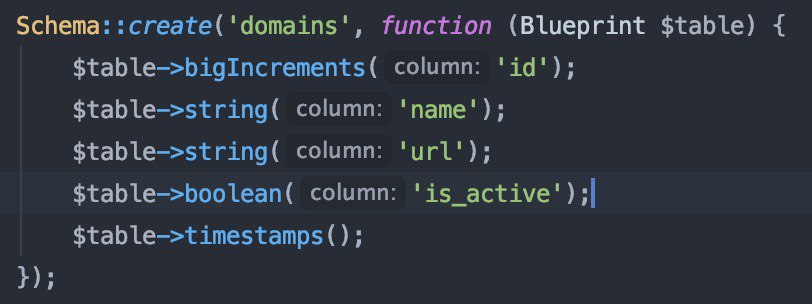 Schema::create('domains', function (Blueprint $table) {
$table->bigIncrements( column: 'id');
$table->string( column: 'name');
$table->string( column: 'url');
$table->boolean( column: 'is_active');
$table->timestamps();
});